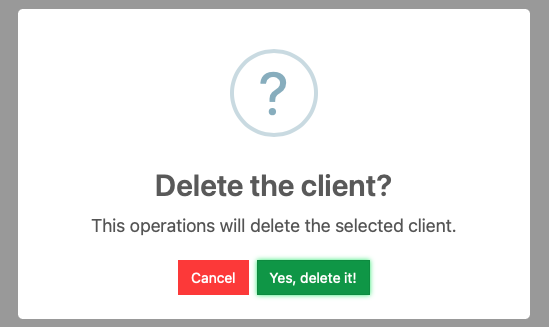 ?
Delete the client?
This operations will delete the selected client.
Cancel
Yes, delete it!